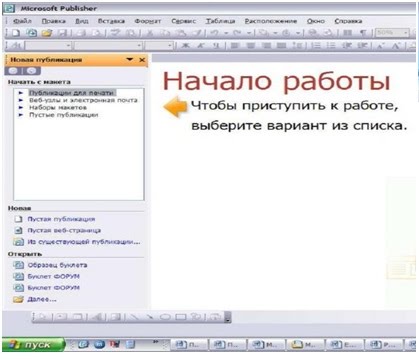 Microsoft Publisher
Файл Правка Вид Вставка Формат Сервис Таблица Расположение Окно Справка
Новая публикация
Начать с макета
Публикации для печати
Веб-узлы и электронная почта
Наборы макетов
Пустые публикации
Новая
Пустая публикация
Пустая веб-страница
Из существующей публикации...
Открыть
Образец буклета
Буклет ФОРУМ
Буклет ФОРУМ
Далее...
Начало работы
Чтобы приступить к работе,
выберите вариант из списка.
пуск
П... П... М... М... Е... Р...